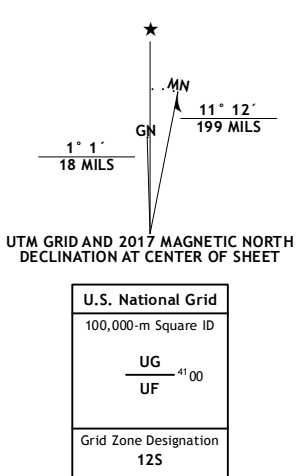 ★
MN
GN
11° 12´
199 MILS
1° 1´
18 MILS
UTM GRID AND 2017 MAGNETIC NORTH
DECLINATION AT CENTER OF SHEET
U.S. National Grid
100,000-m Square ID
UG
⁴¹00
UF
Grid Zone Designation
12S